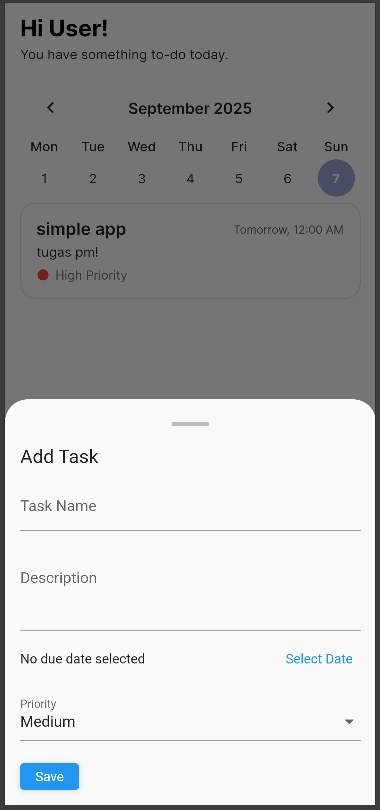 Hi User!
You have something to-do today.
September 2025
Mon Tue Wed Thu Fri Sat Sun
1 2 3 4 5 6 7
simple app Tomorrow, 12:00 AM
tugas pm!
High Priority
Add Task
Task Name
Description
No due date selected Select Date
Priority
Medium
Save